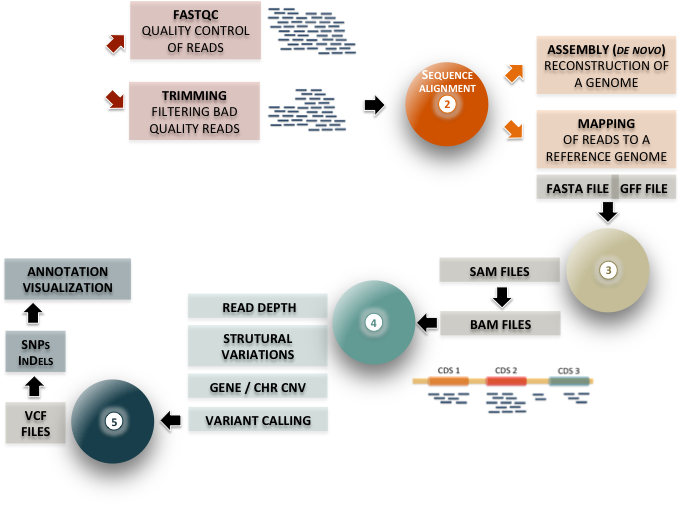 FASTQC
QUALITY CONTROL
OF READS
TRIMMING
FILTERING BAD
QUALITY READS
SEQUENCE
ALIGNMENT
2
ASSEMBLY (DE NOVO)
RECONSTRUCTION OF
A GENOME
MAPPING
OF READS TO A
REFERENCE GENOME
FASTA FILE
GFF FILE
3
SAM FILES
BAM FILES
CDS 1
CDS 2
CDS 3
4
READ DEPTH
STRUTURAL
VARIATIONS
GENE / CHR CNV
VARIANT CALLING
5
VCF
FILES
SNPS
INDELS
ANNOTATION
VISUALIZATION